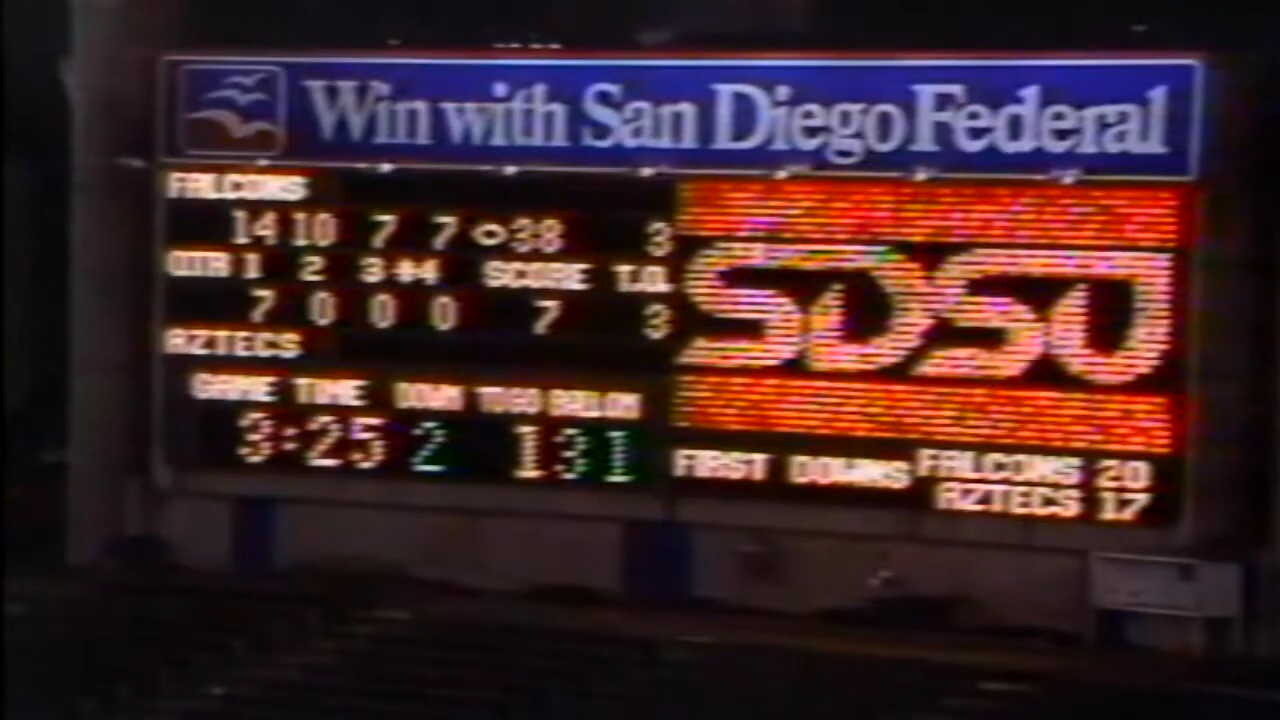 Win with San Diego Federal
FALCONS
14 10 7 7 38 3
QTR 1 2 3 4 SCORE T.O.
7 0 0 0 7 3
AZTECS
GAME TIME DOWN TO GO BALL ON
3:25 2 13 1
SDSU
FIRST DOWNS FALCONS 20
AZTECS 17